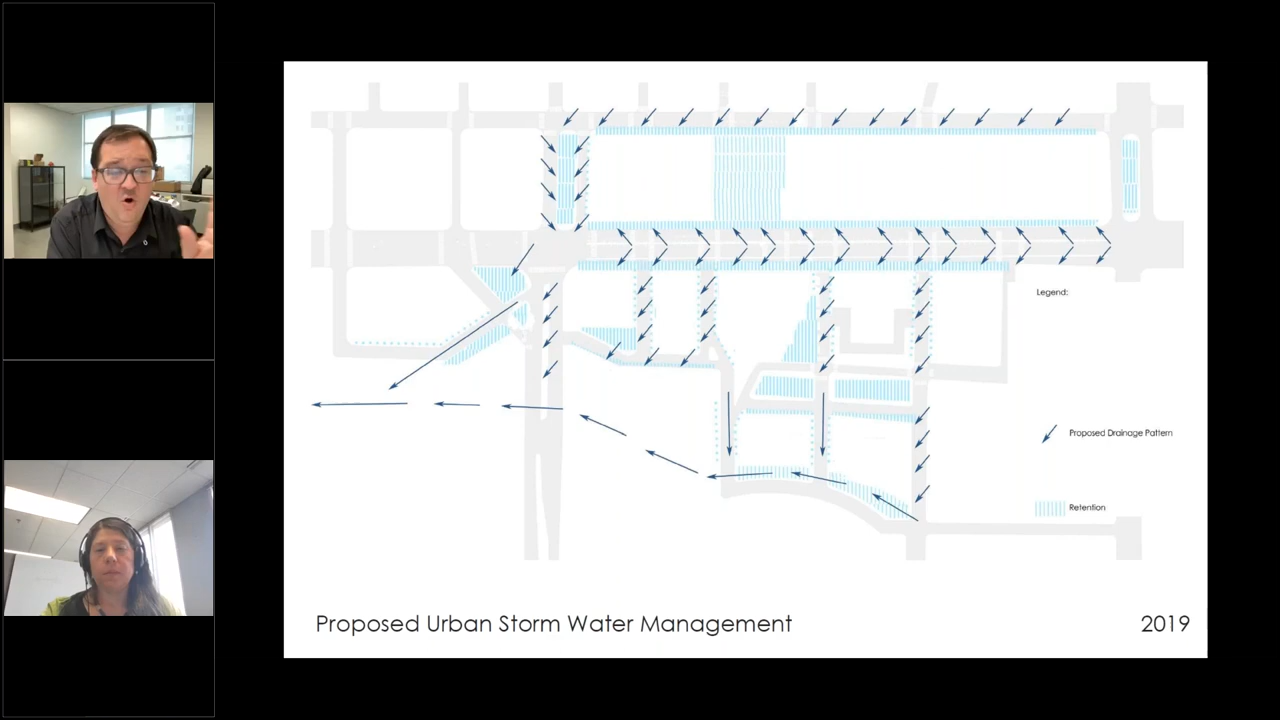 Legend:
Proposed Drainage Pattern
Retention
Proposed Urban Storm Water Management
2019